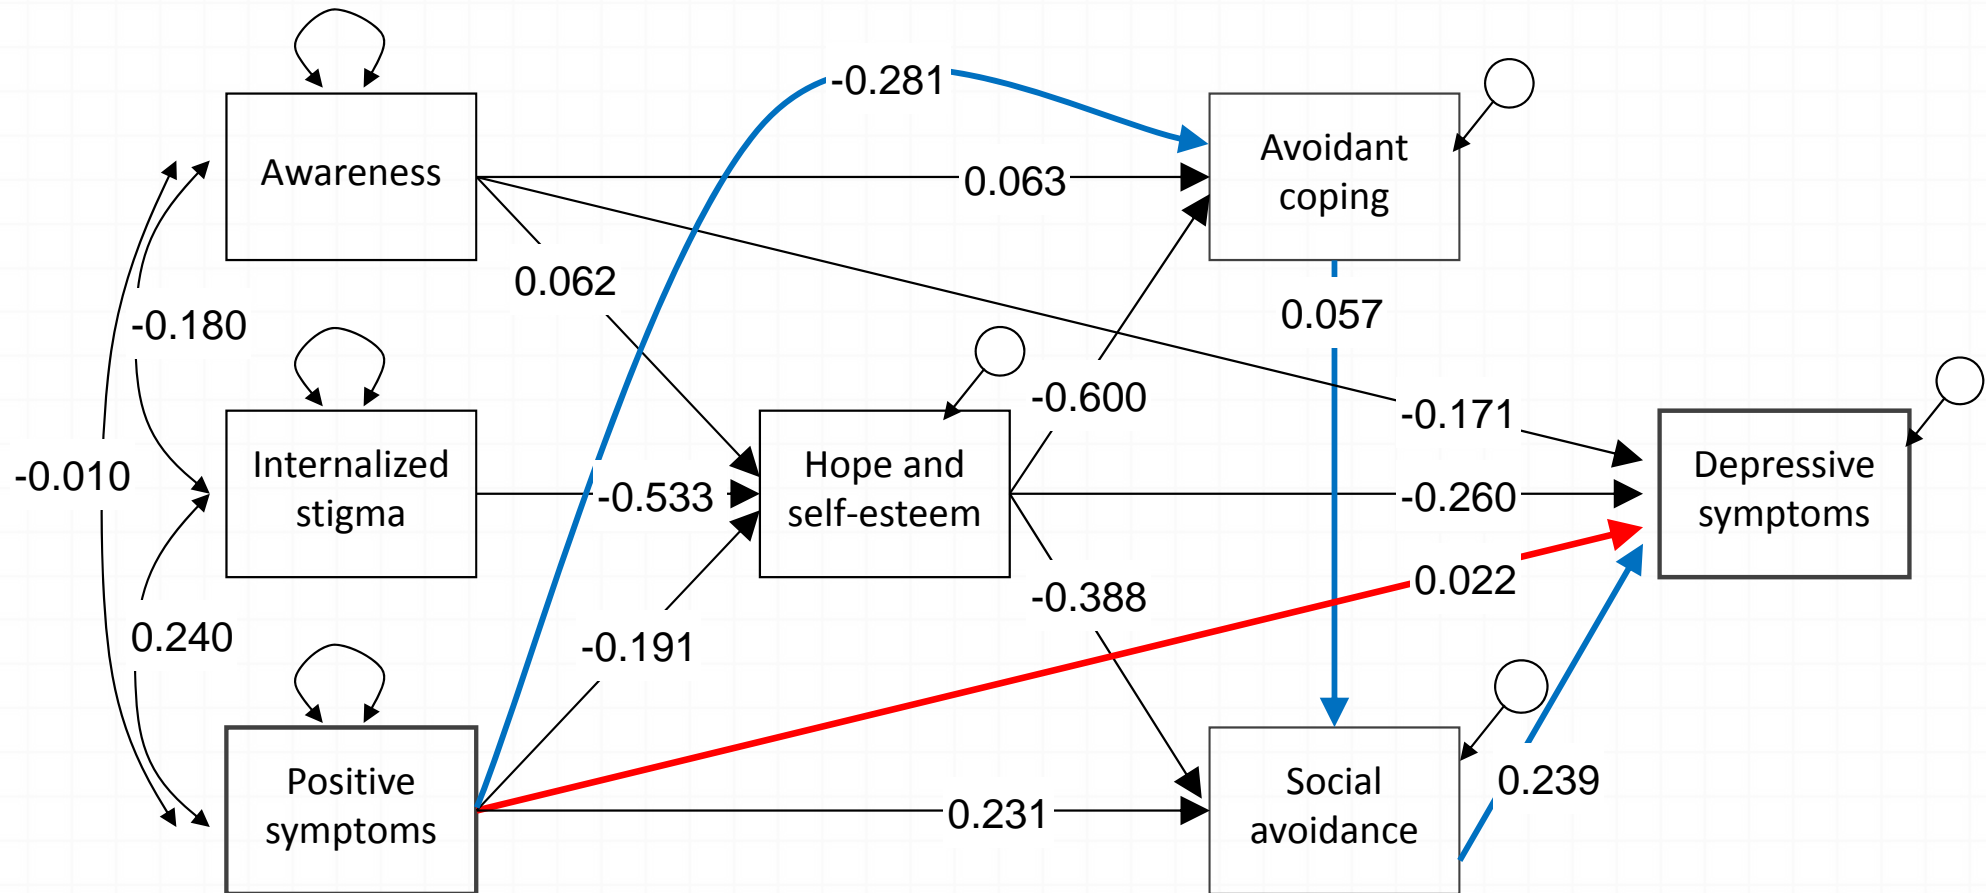 -0.281
Avoidant
coping
Awareness
0.063
0.062
0.057
-0.180
-0.600
-0.171
Internalized
stigma
-0.010
-0.533
Hope and
self-esteem
-0.260
Depressive
symptoms
0.022
-0.388
0.240
-0.191
Positive
symptoms
0.231
Social
avoidance
0.239